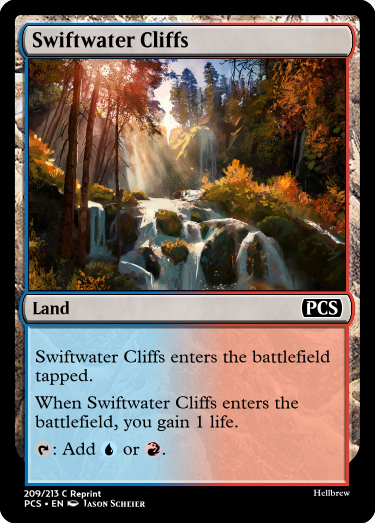 Swiftwater Cliffs
Land
PCS
Swiftwater Cliffs enters the battlefield
tapped.
When Swiftwater Cliffs enters the
battlefield, you gain 1 life.
: Add or .
209/213 C Reprint
PCS • EN Jason Scheier
Hellbrew